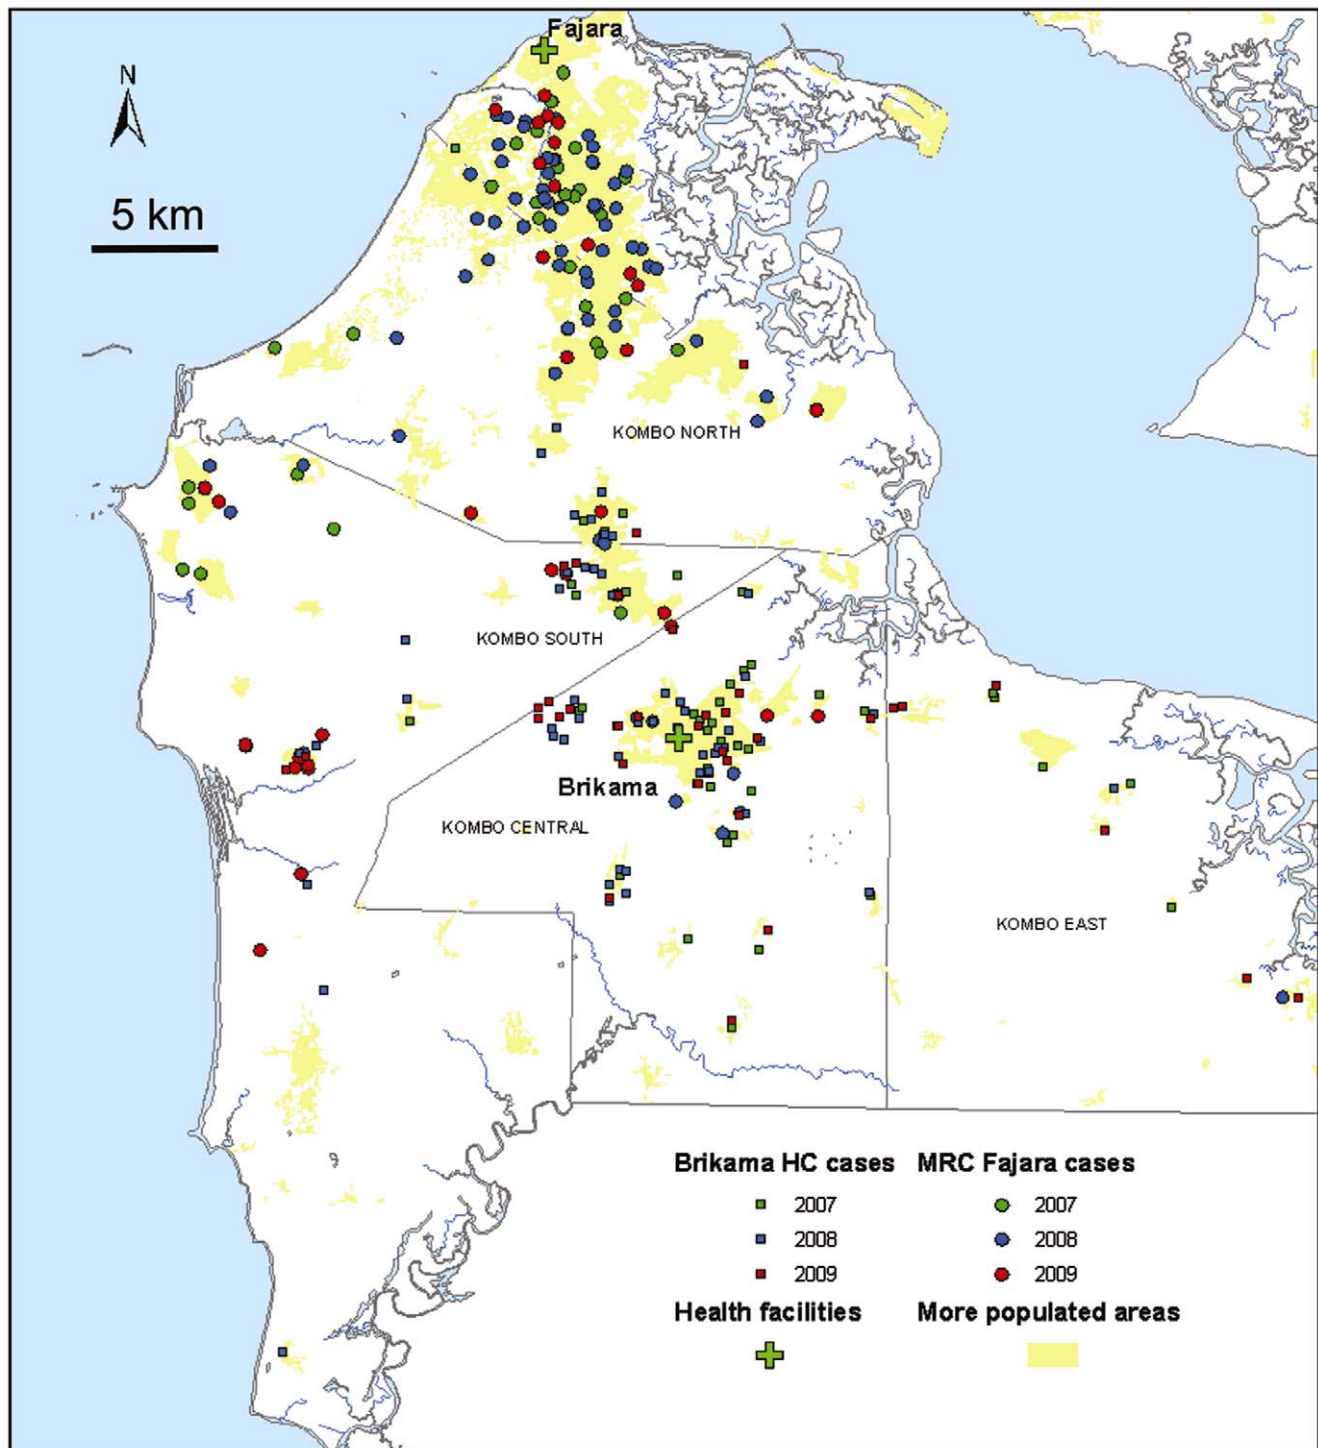 Fajara
N
5 km
KOMBO NORTH
KOMBO SOUTH
Brikama
KOMBO CENTRAL
KOMBO EAST
Brikama HC cases MRC Fajara cases
2007 2007
2008 2008
2009 2009
Health facilities More populated areas